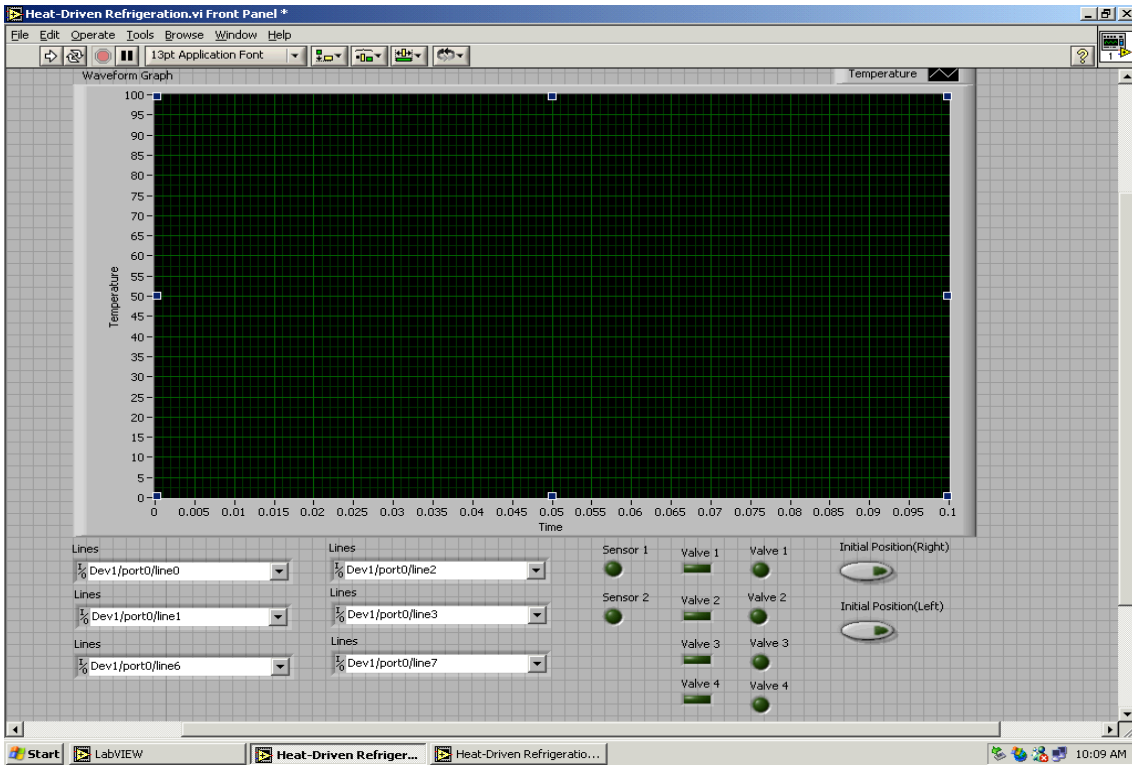 Heat-Driven Refrigeration.vi Front Panel *
File Edit Operate Tools Browse Window Help
13pt Application Font
?
1
Waveform Graph
Temperature
100
95
90
85
80
75
70
65
60
55
50
45
40
35
30
25
20
15
10
5
0
Temperature
0 0.005 0.01 0.015 0.02 0.025 0.03 0.035 0.04 0.045 0.05 0.055 0.06 0.065 0.07 0.075 0.08 0.085 0.09 0.095 0.1
Time
Lines
I/O Dev1/port0/line0
Lines
I/O Dev1/port0/line1
Lines
I/O Dev1/port0/line6
Lines
I/O Dev1/port0/line2
Lines
I/O Dev1/port0/line3
Lines
I/O Dev1/port0/line7
Sensor 1
Sensor 2
Valve 1
Valve 2
Valve 3
Valve 4
Valve 1
Valve 2
Valve 3
Valve 4
Initial Position(Right)
Initial Position(Left)
Start LabVIEW Heat-Driven Refriger... Heat-Driven Refrigeratio... 10:09 AM